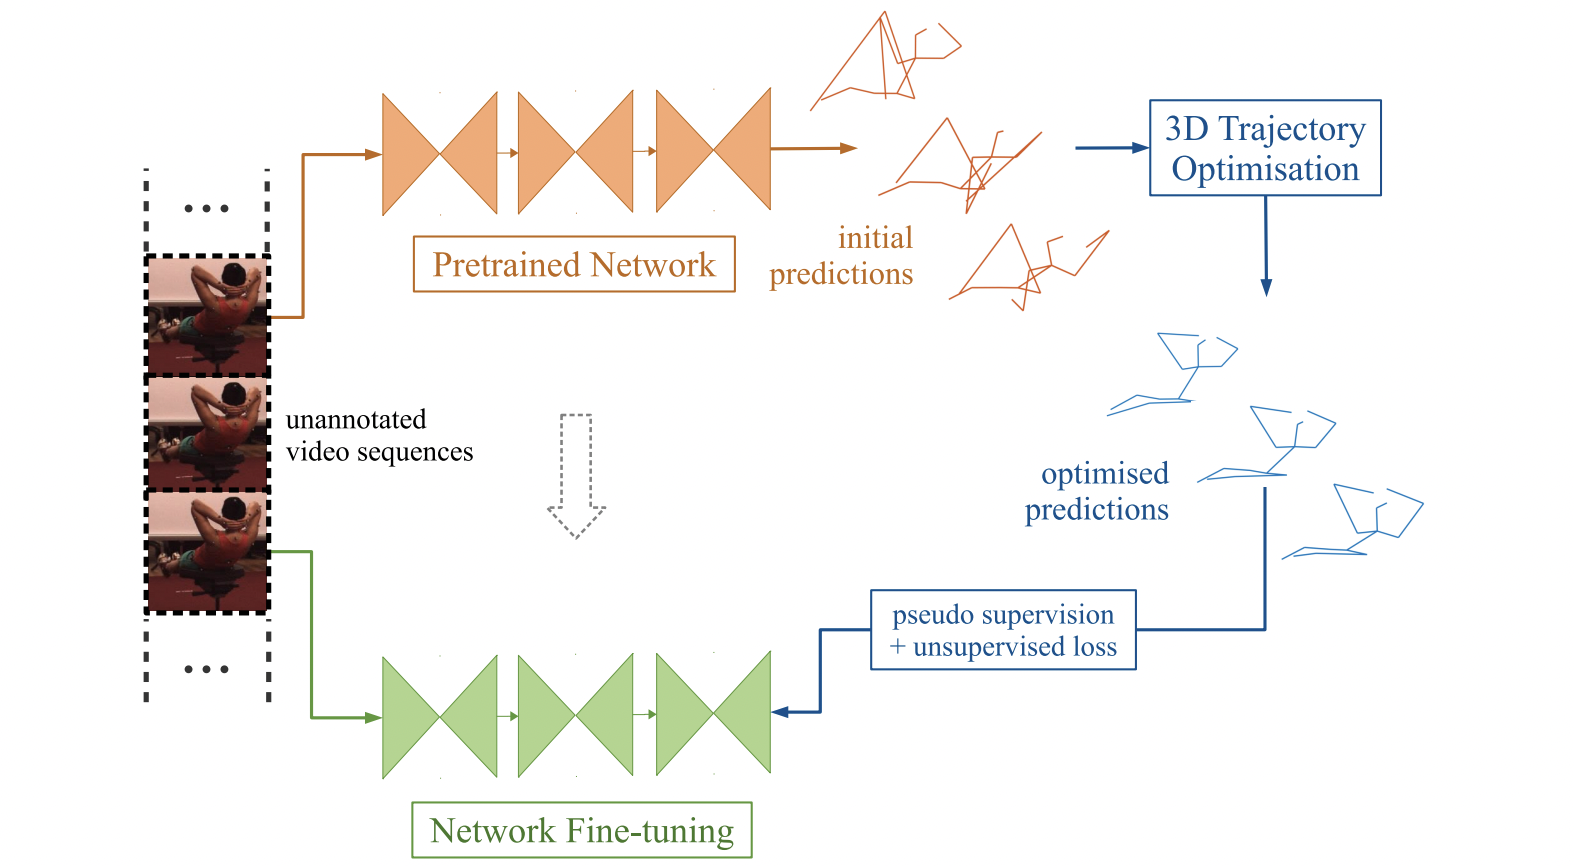 3D Trajectory
Optimisation
initial
predictions
Pretrained Network
unannotated
video sequences
optimised
predictions
pseudo supervision
+ unsupervised loss
Network Fine-tuning